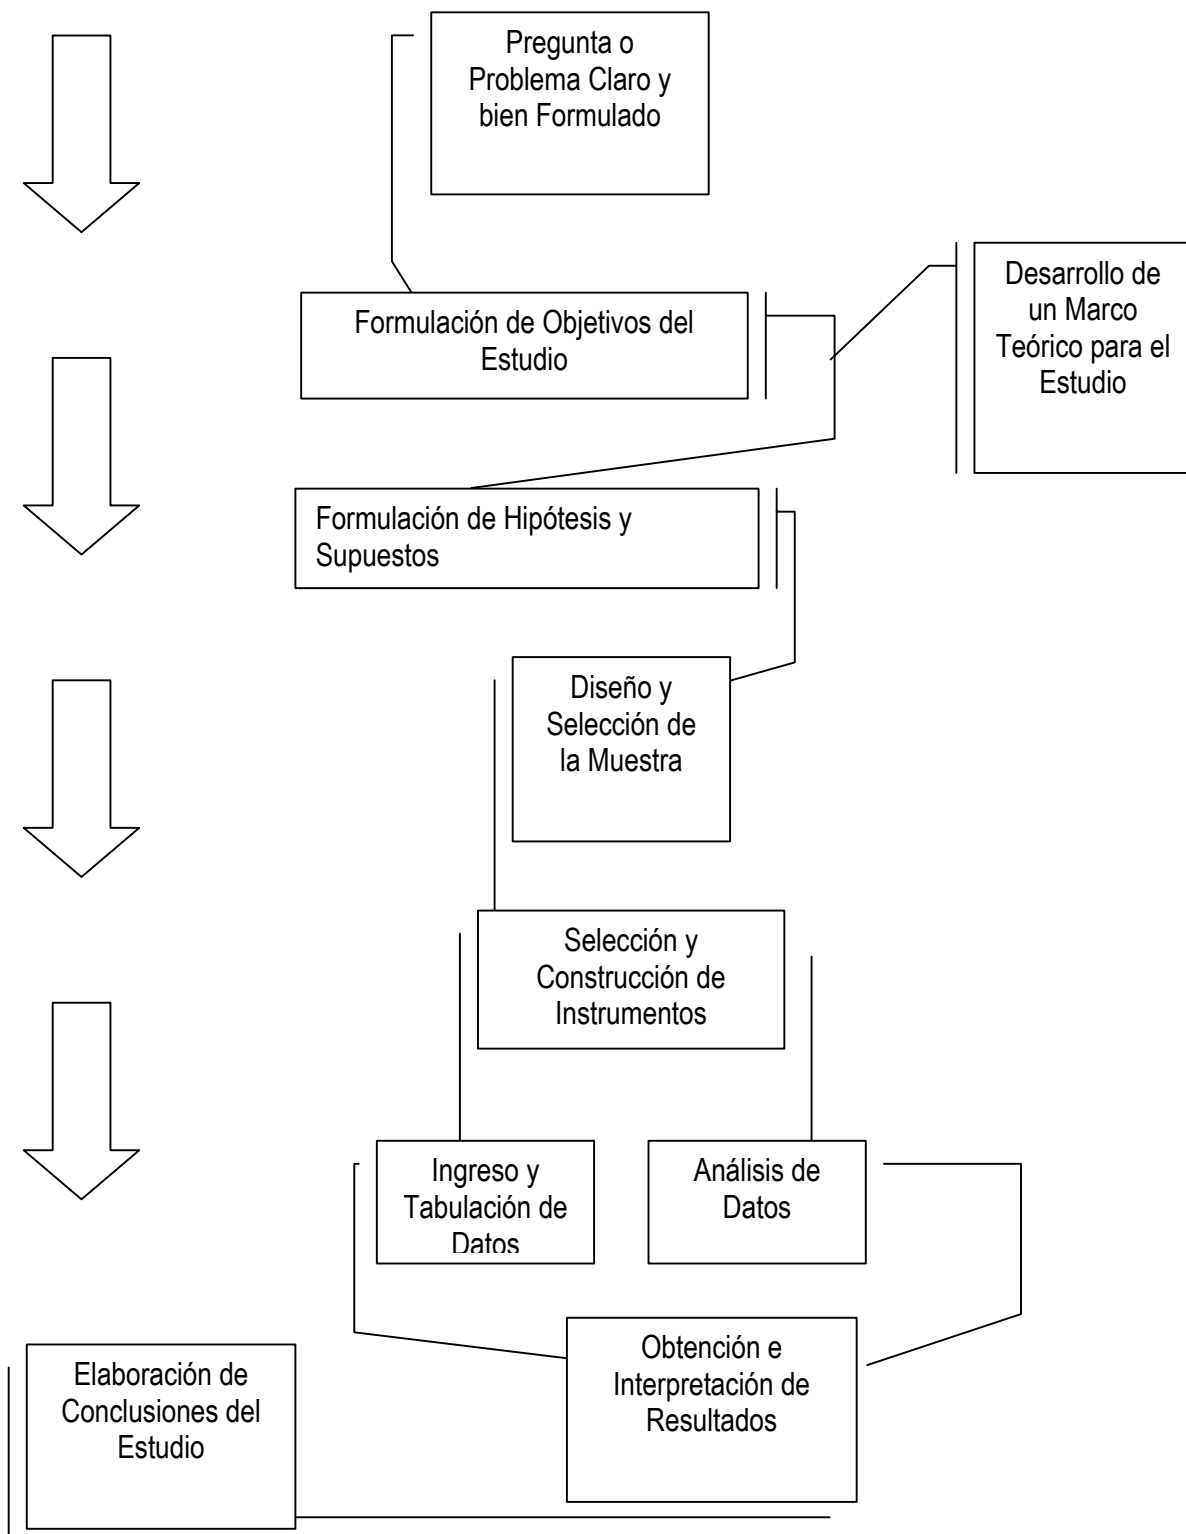 Pregunta o
Problema Claro y
bien Formulado
Desarrollo de
un Marco
Teórico para el
Estudio
Formulación de Objetivos del
Estudio
Formulación de Hipótesis y
Supuestos
Diseño y
Selección de
la Muestra
Selección y
Construcción de
Instrumentos
Ingreso y
Tabulación de
Datos
Análisis de
Datos
Obtención e
Interpretación de
Resultados
Elaboración de
Conclusiones del
Estudio